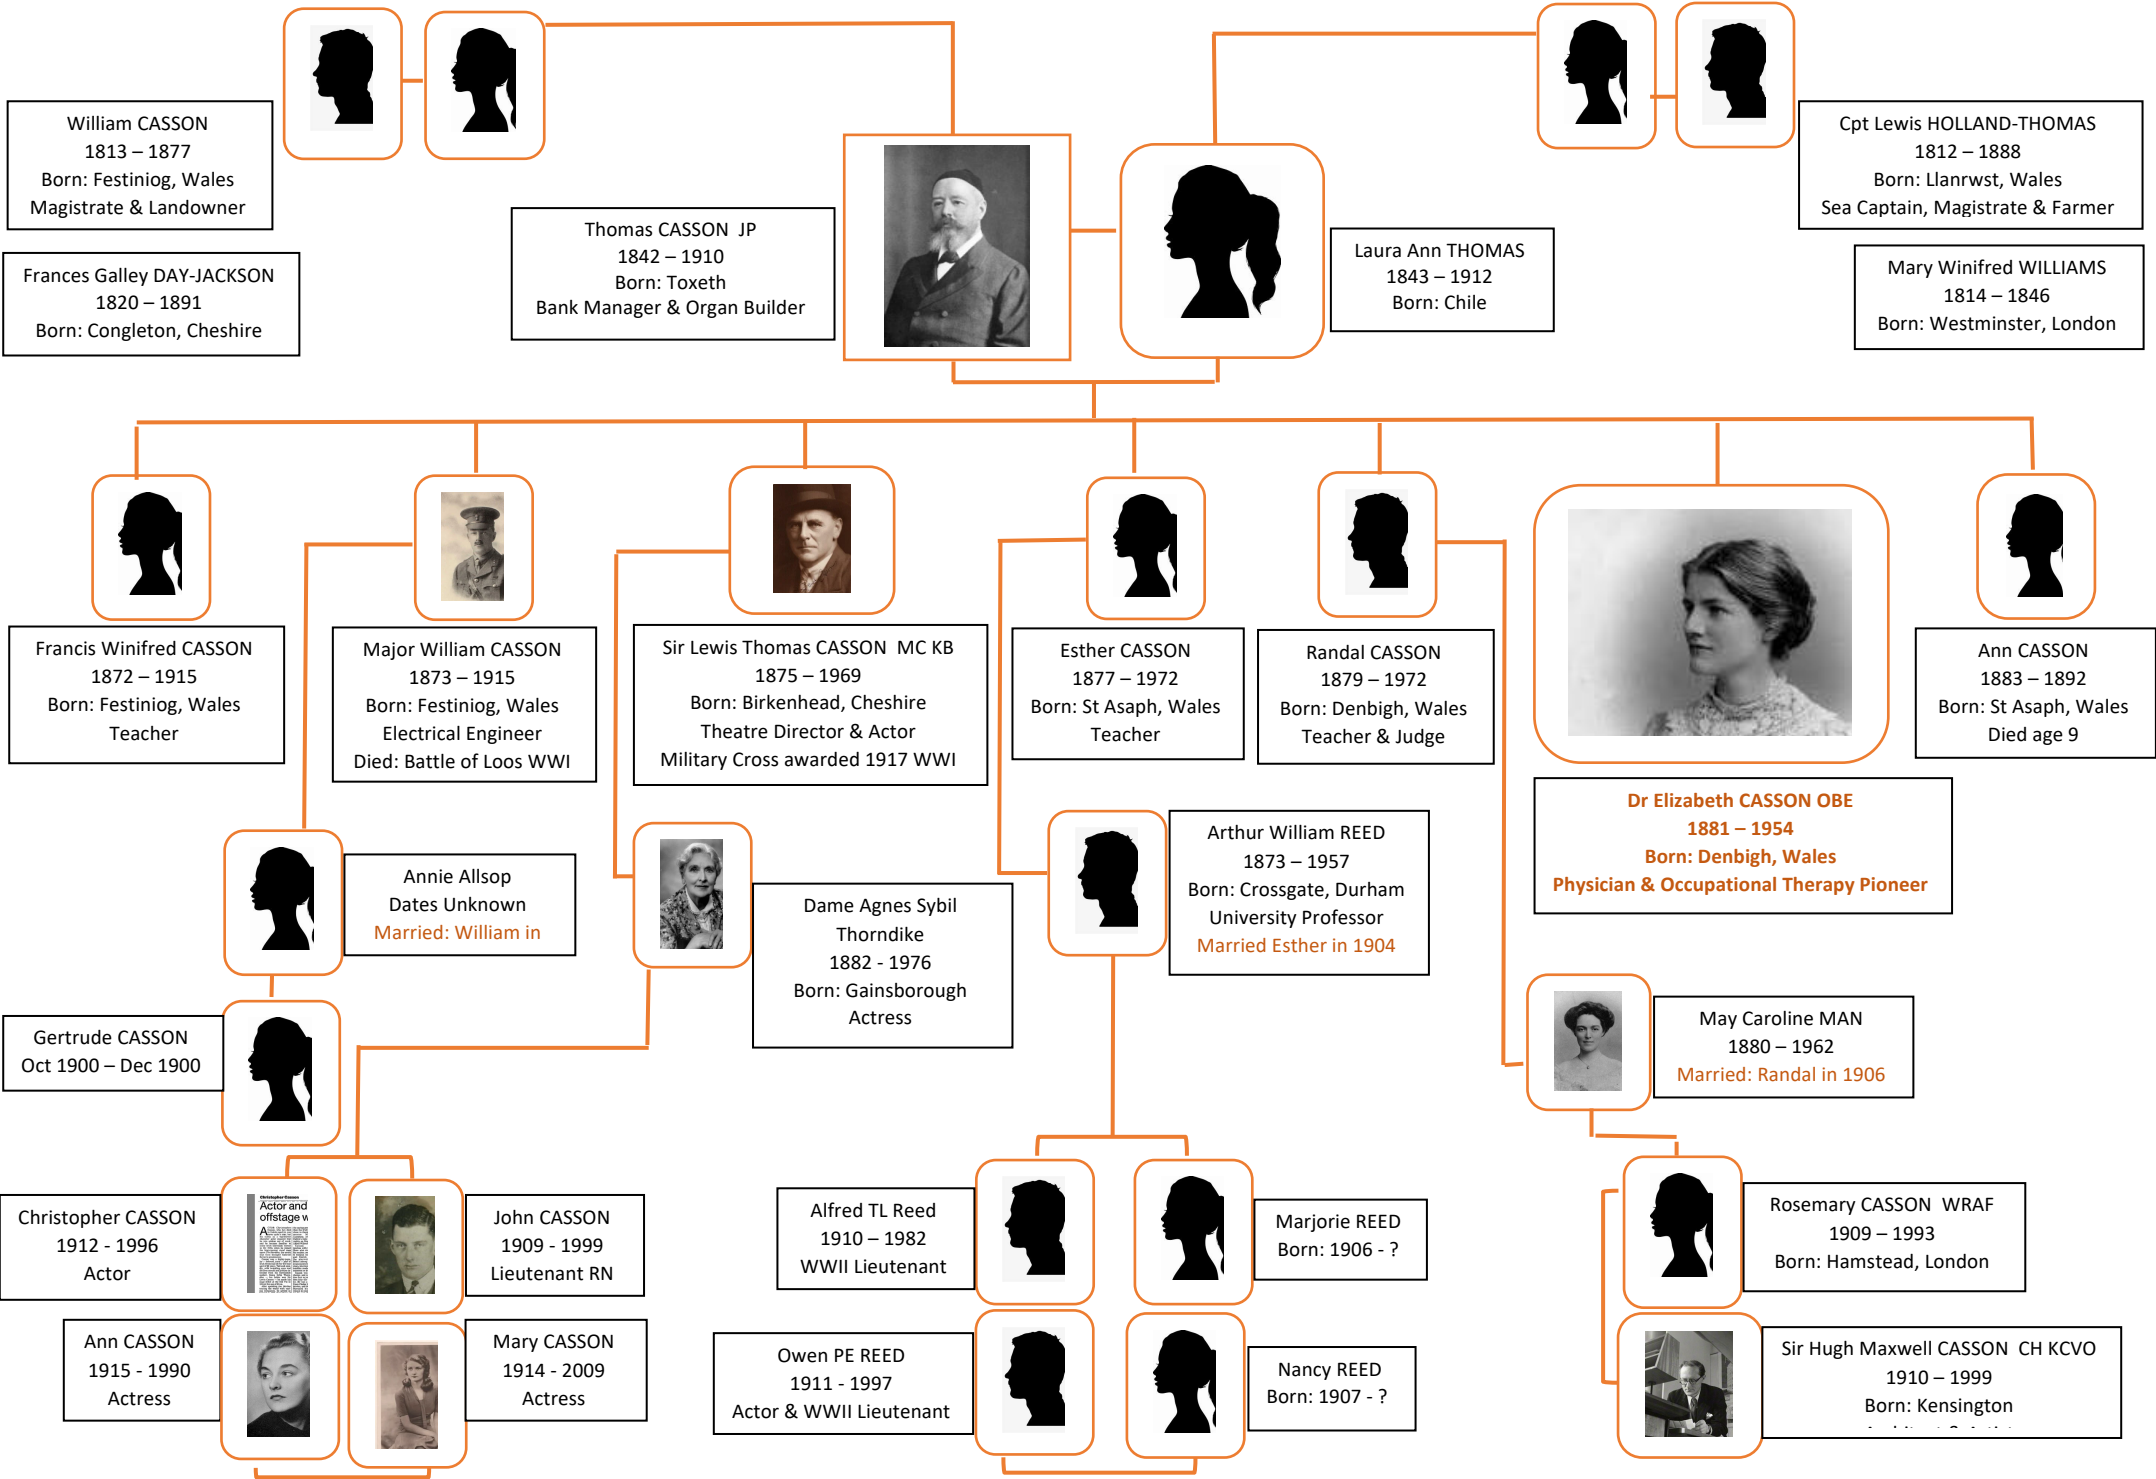 William CASSON
1813 – 1877
Born: Festiniog, Wales
Magistrate & Landowner
Frances Galley DAY-JACKSON
1820 – 1891
Born: Congleton, Cheshire
Thomas CASSON JP
1842 – 1910
Born: Toxeth
Bank Manager & Organ Builder
Laura Ann THOMAS
1843 – 1912
Born: Chile
Cpt Lewis HOLLAND-THOMAS
1812 – 1888
Born: Llanrwst, Wales
Sea Captain, Magistrate & Farmer
Mary Winifred WILLIAMS
1814 – 1846
Born: Westminster, London
Francis Winifred CASSON
1872 – 1915
Born: Festiniog, Wales
Teacher
Major William CASSON
1873 – 1915
Born: Festiniog, Wales
Electrical Engineer
Died: Battle of Loos WWI
Sir Lewis Thomas CASSON MC KB
1875 – 1969
Born: Birkenhead, Cheshire
Theatre Director & Actor
Military Cross awarded 1917 WWI
Esther CASSON
1877 – 1972
Born: St Asaph, Wales
Teacher
Randal CASSON
1879 – 1972
Born: Denbigh, Wales
Teacher & Judge
Dr Elizabeth CASSON OBE
1881 – 1954
Born: Denbigh, Wales
Physician & Occupational Therapy Pioneer
Ann CASSON
1883 – 1892
Born: St Asaph, Wales
Died age 9
Annie Allsop
Dates Unknown
Married: William in
Dame Agnes Sybil
Thorndike
1882 - 1976
Born: Gainsborough
Actress
Arthur William REED
1873 – 1957
Born: Crossgate, Durham
University Professor
Married Esther in 1904
May Caroline MAN
1880 – 1962
Married: Randal in 1906
Gertrude CASSON
Oct 1900 – Dec 1900
Christopher CASSON
1912 - 1996
Actor
Christopher Casson
Actor and
offstage w
John CASSON
1909 - 1999
Lieutenant RN
Ann CASSON
1915 - 1990
Actress
Mary CASSON
1914 - 2009
Actress
Alfred TL Reed
1910 – 1982
WWII Lieutenant
Marjorie REED
Born: 1906 - ?
Owen PE REED
1911 - 1997
Actor & WWII Lieutenant
Nancy REED
Born: 1907 - ?
Rosemary CASSON WRAF
1909 – 1993
Born: Hamstead, London
Sir Hugh Maxwell CASSON CH KCVO
1910 – 1999
Born: Kensington